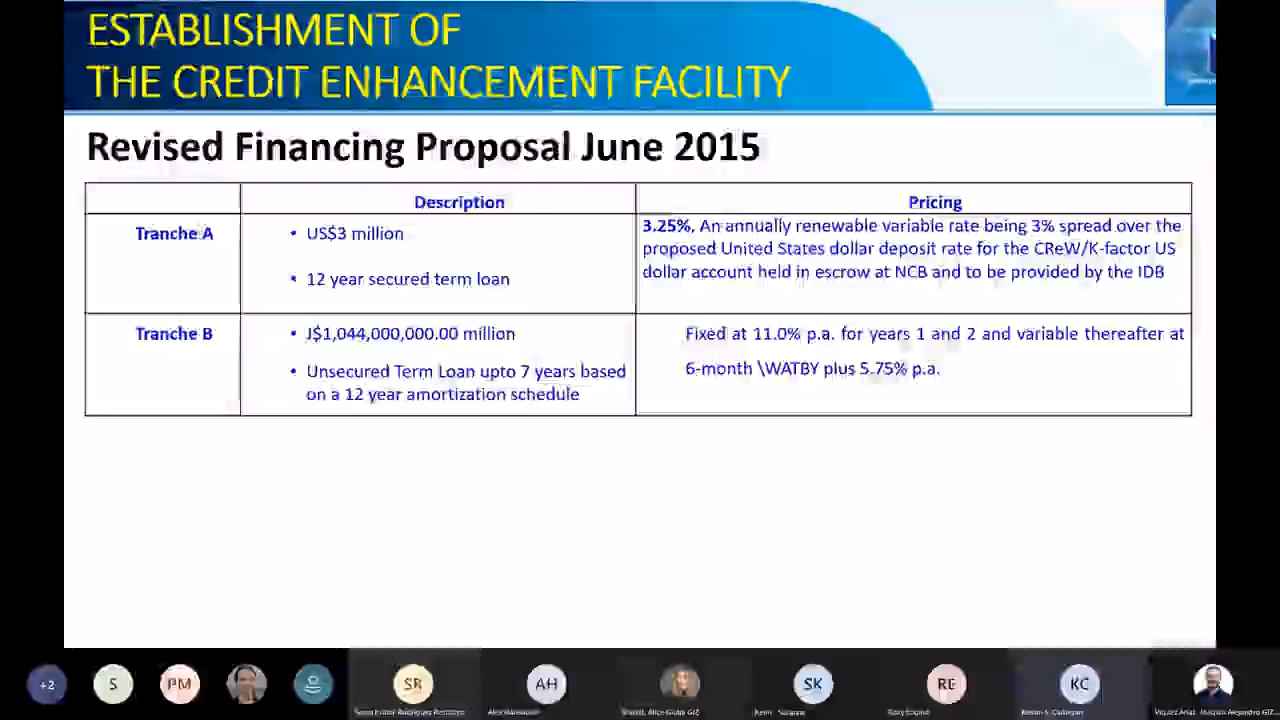 ESTABLISHMENT OF
THE CREDIT ENHANCEMENT FACILITY
Revised Financing Proposal June 2015
Description
Pricing
Tranche A
• US$3 million
• 12 year secured term loan
3.25%, An annually renewable variable rate being 3% spread over the
proposed United States dollar deposit rate for the CReW/K-factor US
dollar account held in escrow at NCB and to be provided by the IDB
Tranche B
• J$1,044,000,000.00 million
• Unsecured Term Loan upto 7 years based
on a 12 year amortization schedule
Fixed at 11.0% p.a. for years 1 and 2 and variable thereafter at
6-month \WATBY plus 5.75% p.a.
+2
S
PM
SR
AH
SK
RE
KC